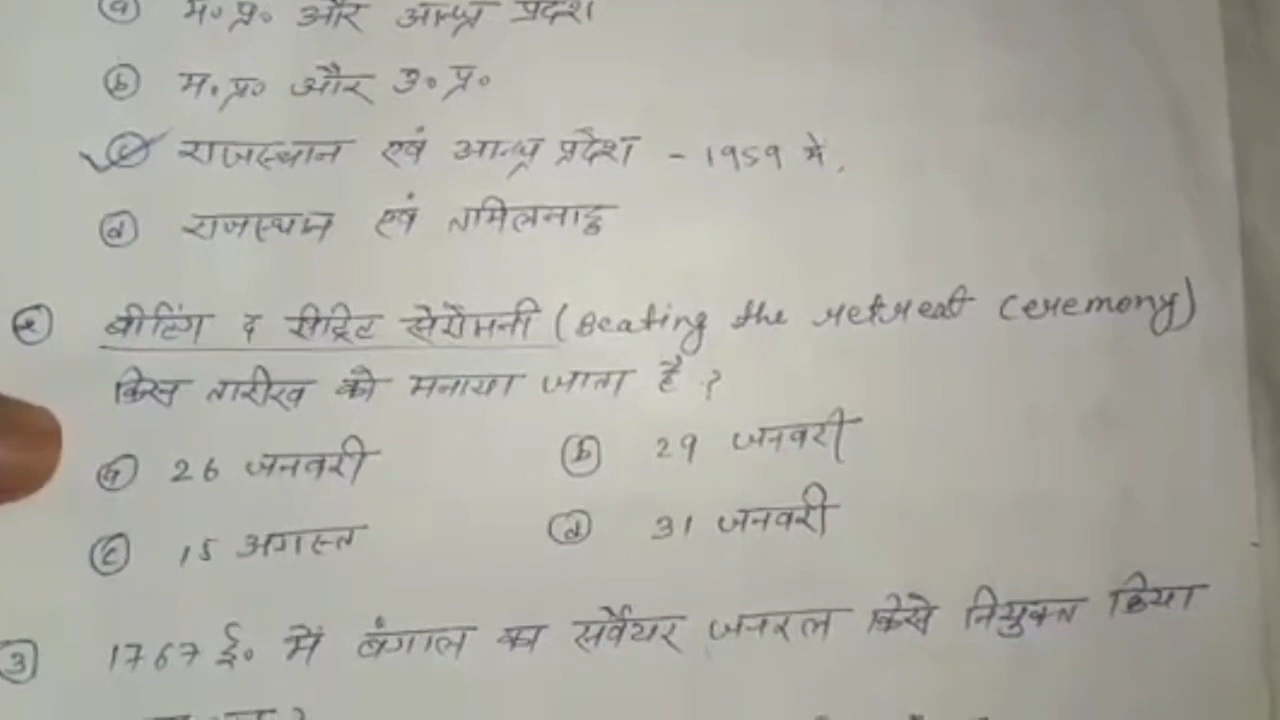 (a) म॰ प्र॰ और आन्ध्र प्रदेश
(b) म॰ प्र॰ और उ॰ प्र॰
(c) राजस्थान एवं आन्ध्र प्रदेश - 1959 में.
(d) राजस्थान एवं तमिलनाडु
(2) बीटिंग द रीट्रिट सेरेमनी (Beating the retreat ceremony)
किस तारीख को मनाया जाता है ?
(a) 26 जनवरी (b) 29 जनवरी
(c) 15 अगस्त (d) 31 जनवरी
(3) 1767 ई॰ में बंगाल का सर्वेयर जनरल किसे नियुक्त किया